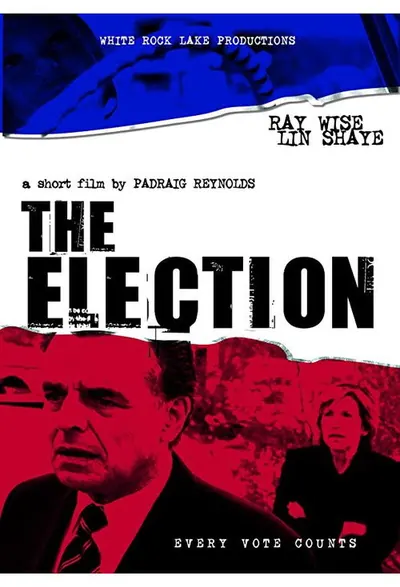 WHITE ROCK LAKE PRODUCTIONS
RAY WISE
LIN SHAYE
a short film by PADRAIG REYNOLDS
THE
ELECTION
EVERY VOTE COUNTS